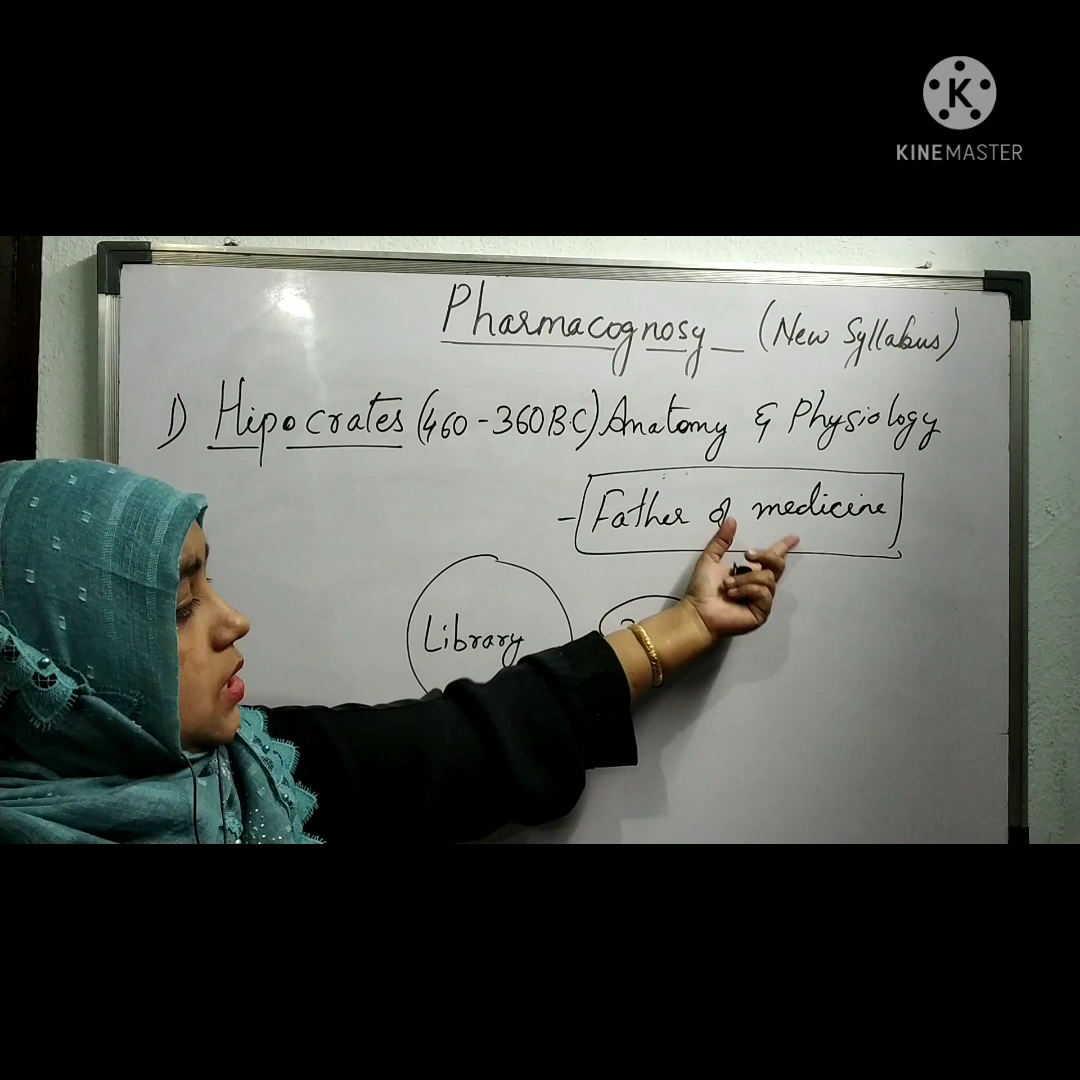 K
KINEMASTER
Pharmacognosy (New Syllabus)
1) Hipocrates (460-360B.C) Anatomy & Physiology
- Father of medicine
Library